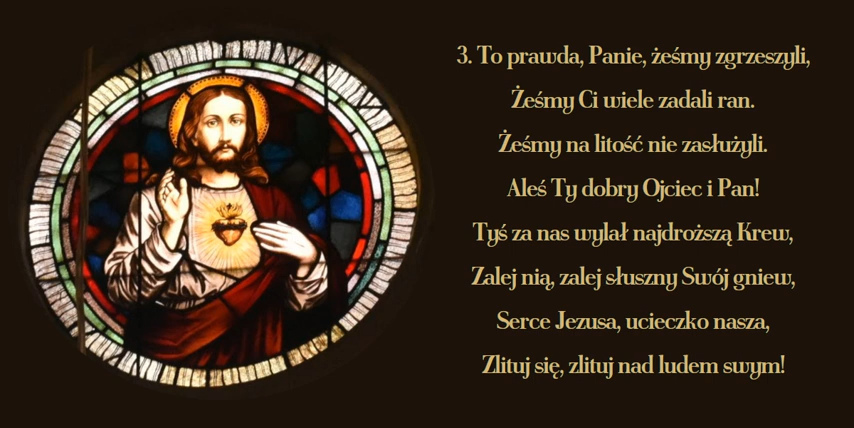 3. To prawda, Panie, żeśmy zgrzeszyli,
Żeśmy Ci wiele zadali ran.
Żeśmy na litość nie zasłużyli.
Aleś Ty dobry Ojciec i Pan!
Tyś za nas wylał najdroższą Krew,
Zalej nią, zalej słuszny Swój gniew,
Serce Jezusa, ucieczko nasza,
Zlituj się, zlituj nad ludem swym!